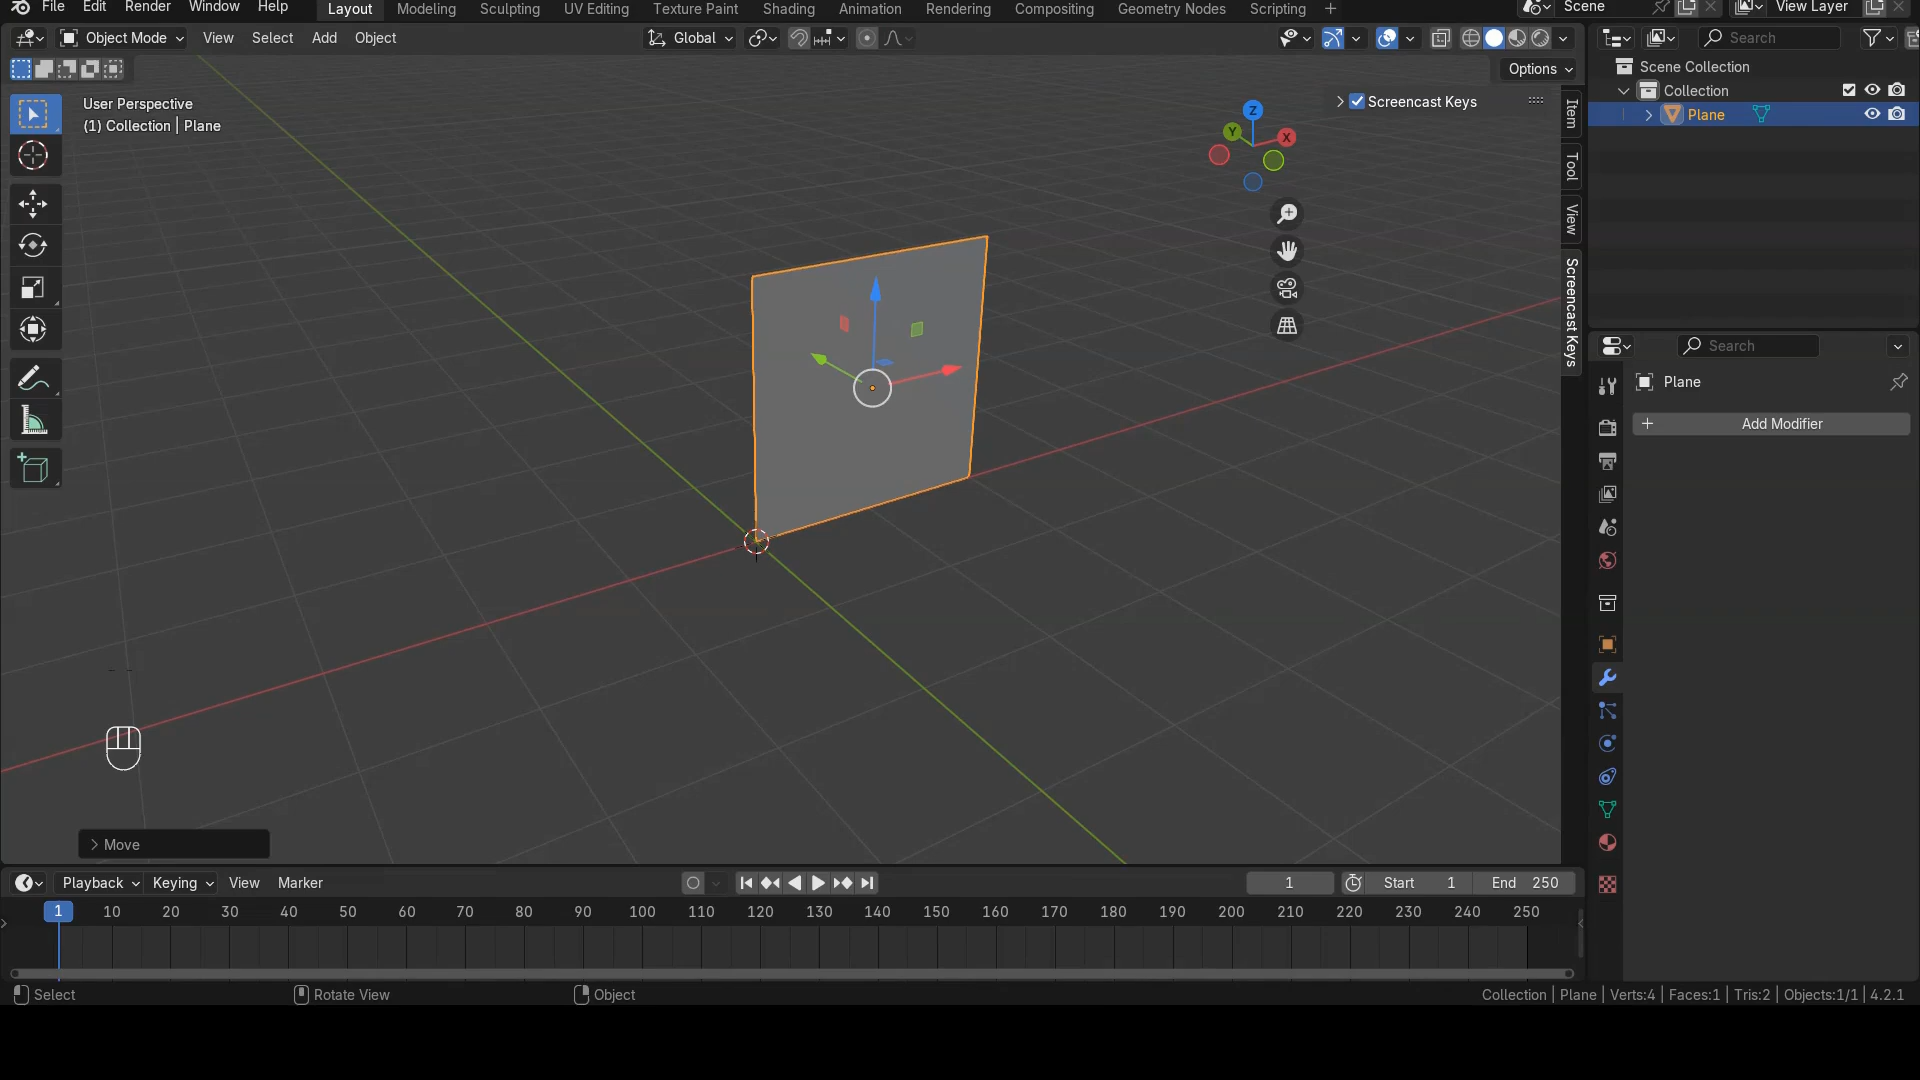 File Edit Render Window Help Layout Modeling Sculpting UV Editing Texture Paint Shading Animation Rendering Compositing Geometry Nodes Scripting + Scene View Layer
Object Mode View Select Add Object Global Search
Options
Scene Collection
Collection
Plane
User Perspective
(1) Collection | Plane
Screencast Keys
Z
Y
X
Item
Tool
View
Screencast Keys
Search
Plane
+ Add Modifier
Move
Playback Keying View Marker 1 Start 1 End 250
1 10 20 30 40 50 60 70 80 90 100 110 120 130 140 150 160 170 180 190 200 210 220 230 240 250
Select Rotate View Object Collection | Plane | Verts:4 | Faces:1 | Tris:2 | Objects:1/1 | 4.2.1